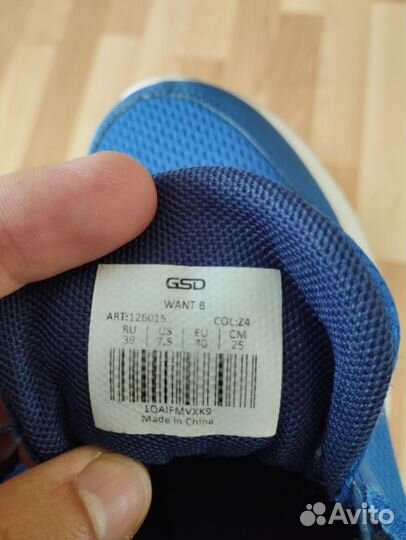 GSD
WANT 8
ART:126015 COL:Z4
RU US EU CM
39 7.5 40 25
1QAIFMVXK9
Made in China
Avito